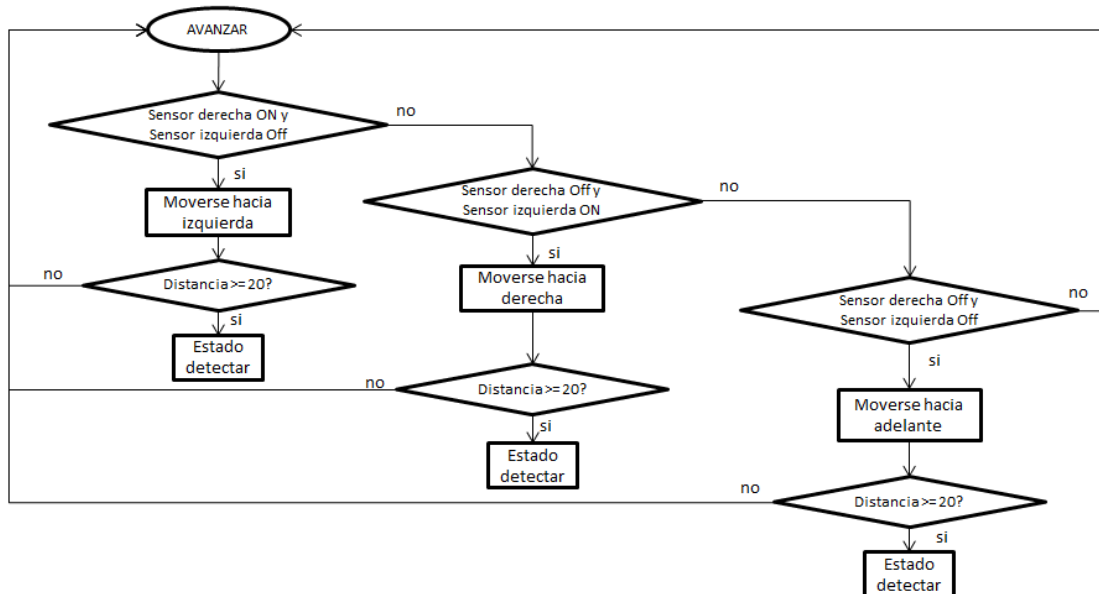 AVANZAR
Sensor derecha ON y
Sensor izquierda Off
no
si
Moverse hacia
izquierda
Distancia>=20?
no
si
Estado
detectar
Sensor derecha Off y
Sensor izquierda ON
no
si
Moverse hacia
derecha
Distancia>=20?
no
si
Estado
detectar
Sensor derecha Off y
Sensor izquierda Off
no
si
Moverse hacia
adelante
Distancia>=20?
no
si
Estado
detectar